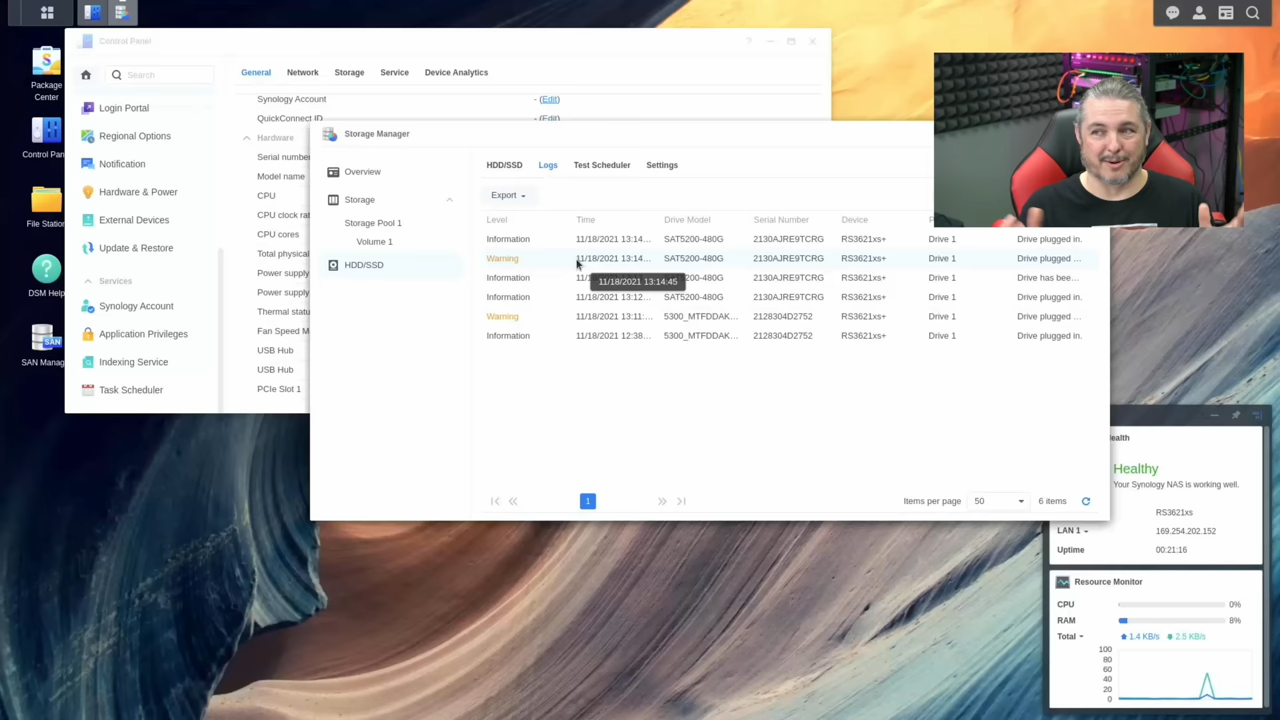 Control Panel
Package
Center
Control Pan
File Station
DSM Help
SAN
SAN Manag
Search
Login Portal
Regional Options
Notification
Hardware & Power
External Devices
Update & Restore
Services
Synology Account
Application Privileges
Indexing Service
Task Scheduler
General Network Storage Service Device Analytics
Synology Account - (Edit)
QuickConnect ID - (Edit)
Hardware
Serial number
Model name
CPU
CPU clock rat
CPU cores
Total physical
Power supply
Power supply
Thermal statu
Fan Speed M
USB Hub
USB Hub
PCIe Slot 1
Storage Manager
Overview
Storage
Storage Pool 1
Volume 1
HDD/SSD
HDD/SSD Logs Test Scheduler Settings
Export
Level Time Drive Model Serial Number Device
Information 11/18/2021 13:14... SAT5200-480G 2130AJRE9TCRG RS3621xs+ Drive 1 Drive plugged in.
Warning 11/18/2021 13:14... SAT5200-480G 2130AJRE9TCRG RS3621xs+ Drive 1 Drive plugged ...
11/18/2021 13:14:45
Information 480G 2130AJRE9TCRG RS3621xs+ Drive 1 Drive has bee...
Information 11/18/2021 13:12... SAT5200-480G 2130AJRE9TCRG RS3621xs+ Drive 1 Drive plugged in.
Warning 11/18/2021 13:11:... 5300_MTFDDAK... 2128304D2752 RS3621xs+ Drive 1 Drive plugged ...
Information 11/18/2021 12:38... 5300_MTFDDAK... 2128304D2752 RS3621xs+ Drive 1 Drive plugged in.
1
Items per page 50 6 items
ealth
Healthy
Your Synology NAS is working well.
RS3621xs
LAN 1 169.254.202.152
Uptime 00:21:16
Resource Monitor
CPU 0%
RAM 8%
Total 1.4 KB/s 2.5 KB/s
100
80
60
40
20
0